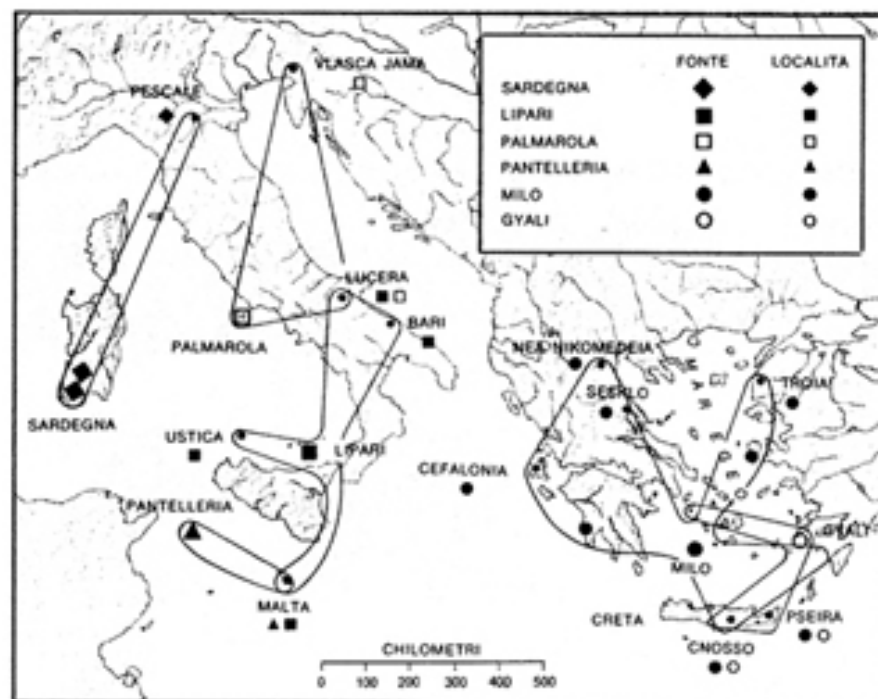 FONTE LOCALITA
SARDEGNA
LIPARI
PALMAROLA
PANTELLERIA
MILO
GYALI
VLASCA JAMA
PESCALE
LUCERA
BARI
PALMAROLA
NEA NIKOMEDEIA
SESKLO
TROIA
SARDEGNA
USTICA
LIPARI
CEFALONIA
PANTELLERIA
GYALI
MILO
MALTA
CRETA
PSEIRA
CNOSSO
CHILOMETRI
0 100 200 300 400 500